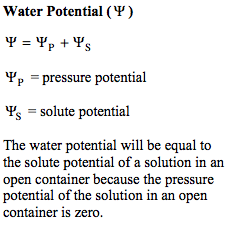 Water Potential (Ψ)
Ψ = ΨP + ΨS
ΨP = pressure potential
ΨS = solute potential
The water potential will be equal to
the solute potential of a solution in an
open container because the pressure
potential of the solution in an open
container is zero.